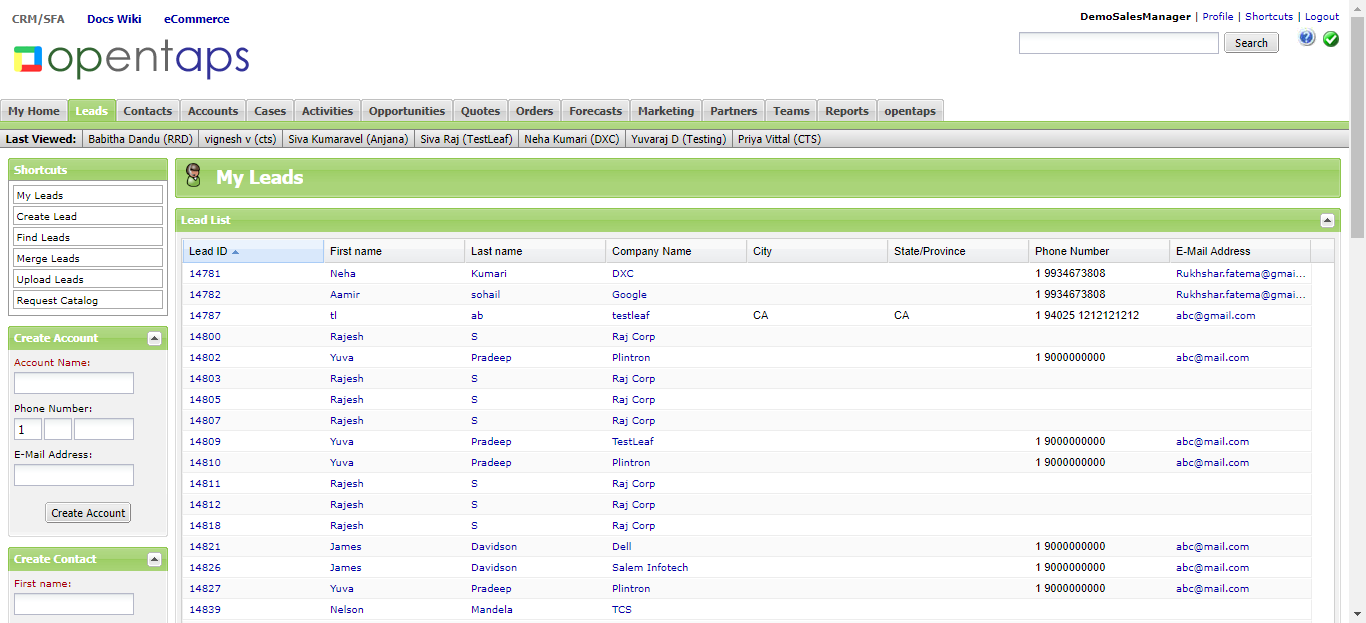 CRM/SFA Docs Wiki eCommerce
DemoSalesManager | Profile | Shortcuts | Logout
opentaps
Search
My Home Leads Contacts Accounts Cases Activities Opportunities Quotes Orders Forecasts Marketing Partners Teams Reports opentaps
Last Viewed: Babitha Dandu (RRD) vignesh v (cts) Siva Kumaravel (Anjana) Siva Raj (TestLeaf) Neha Kumari (DXC) Yuvaraj D (Testing) Priya Vittal (CTS)
Shortcuts
My Leads
Create Lead
Find Leads
Merge Leads
Upload Leads
Request Catalog
Create Account
Account Name:
Phone Number:
1
E-Mail Address:
Create Account
Create Contact
First name:
My Leads
Lead List
Lead ID First name Last name Company Name City State/Province Phone Number E-Mail Address
14781 Neha Kumari DXC 1 9934673808 Rukhshar.fatema@gmai...
14782 Aamir sohail Google 1 9934673808 Rukhshar.fatema@gmai...
14787 tl ab testleaf CA CA 1 94025 1212121212 abc@gmail.com
14800 Rajesh S Raj Corp
14802 Yuva Pradeep Plintron 1 9000000000 abc@mail.com
14803 Rajesh S Raj Corp
14805 Rajesh S Raj Corp
14807 Rajesh S Raj Corp
14809 Yuva Pradeep TestLeaf 1 9000000000 abc@mail.com
14810 Yuva Pradeep Plintron 1 9000000000 abc@mail.com
14811 Rajesh S Raj Corp
14812 Rajesh S Raj Corp
14818 Rajesh S Raj Corp
14821 James Davidson Dell 1 9000000000 abc@mail.com
14826 James Davidson Salem Infotech 1 9000000000 abc@mail.com
14827 Yuva Pradeep Plintron 1 9000000000 abc@mail.com
14839 Nelson Mandela TCS